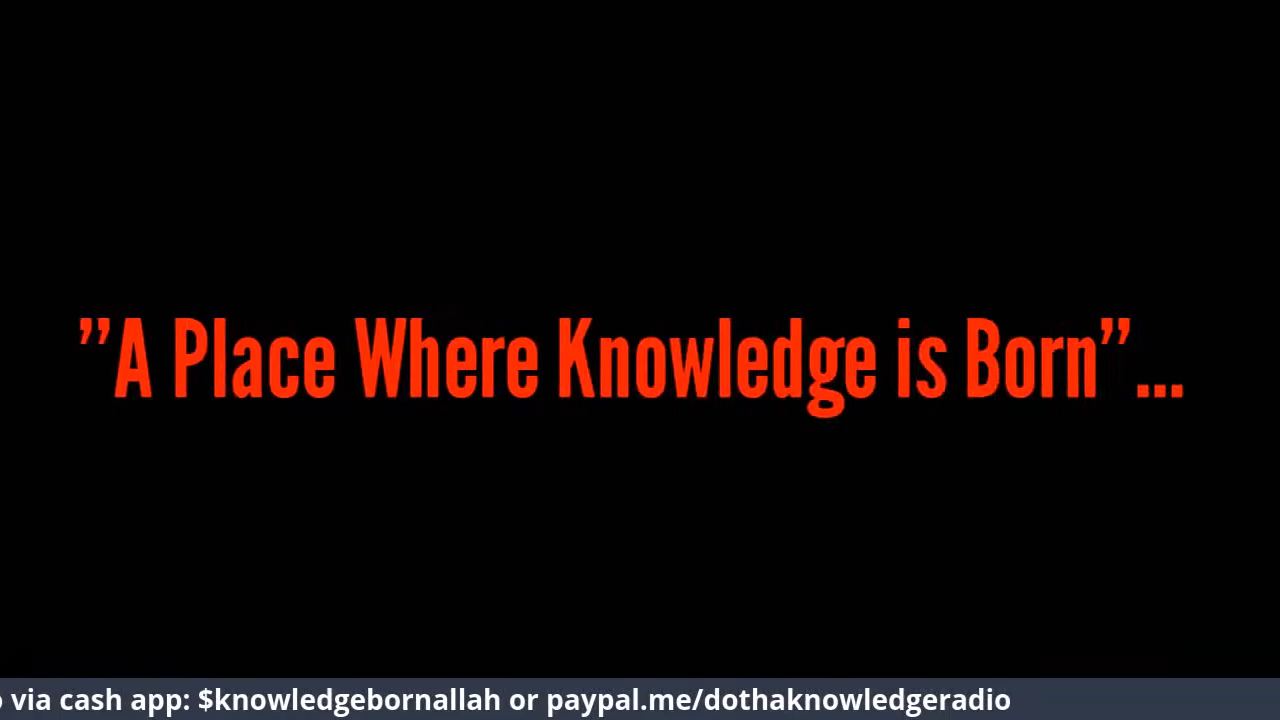 ”A Place Where Knowledge is Born”...
via cash app: $knowledgebornallah or paypal.me/dothaknowledgeradio